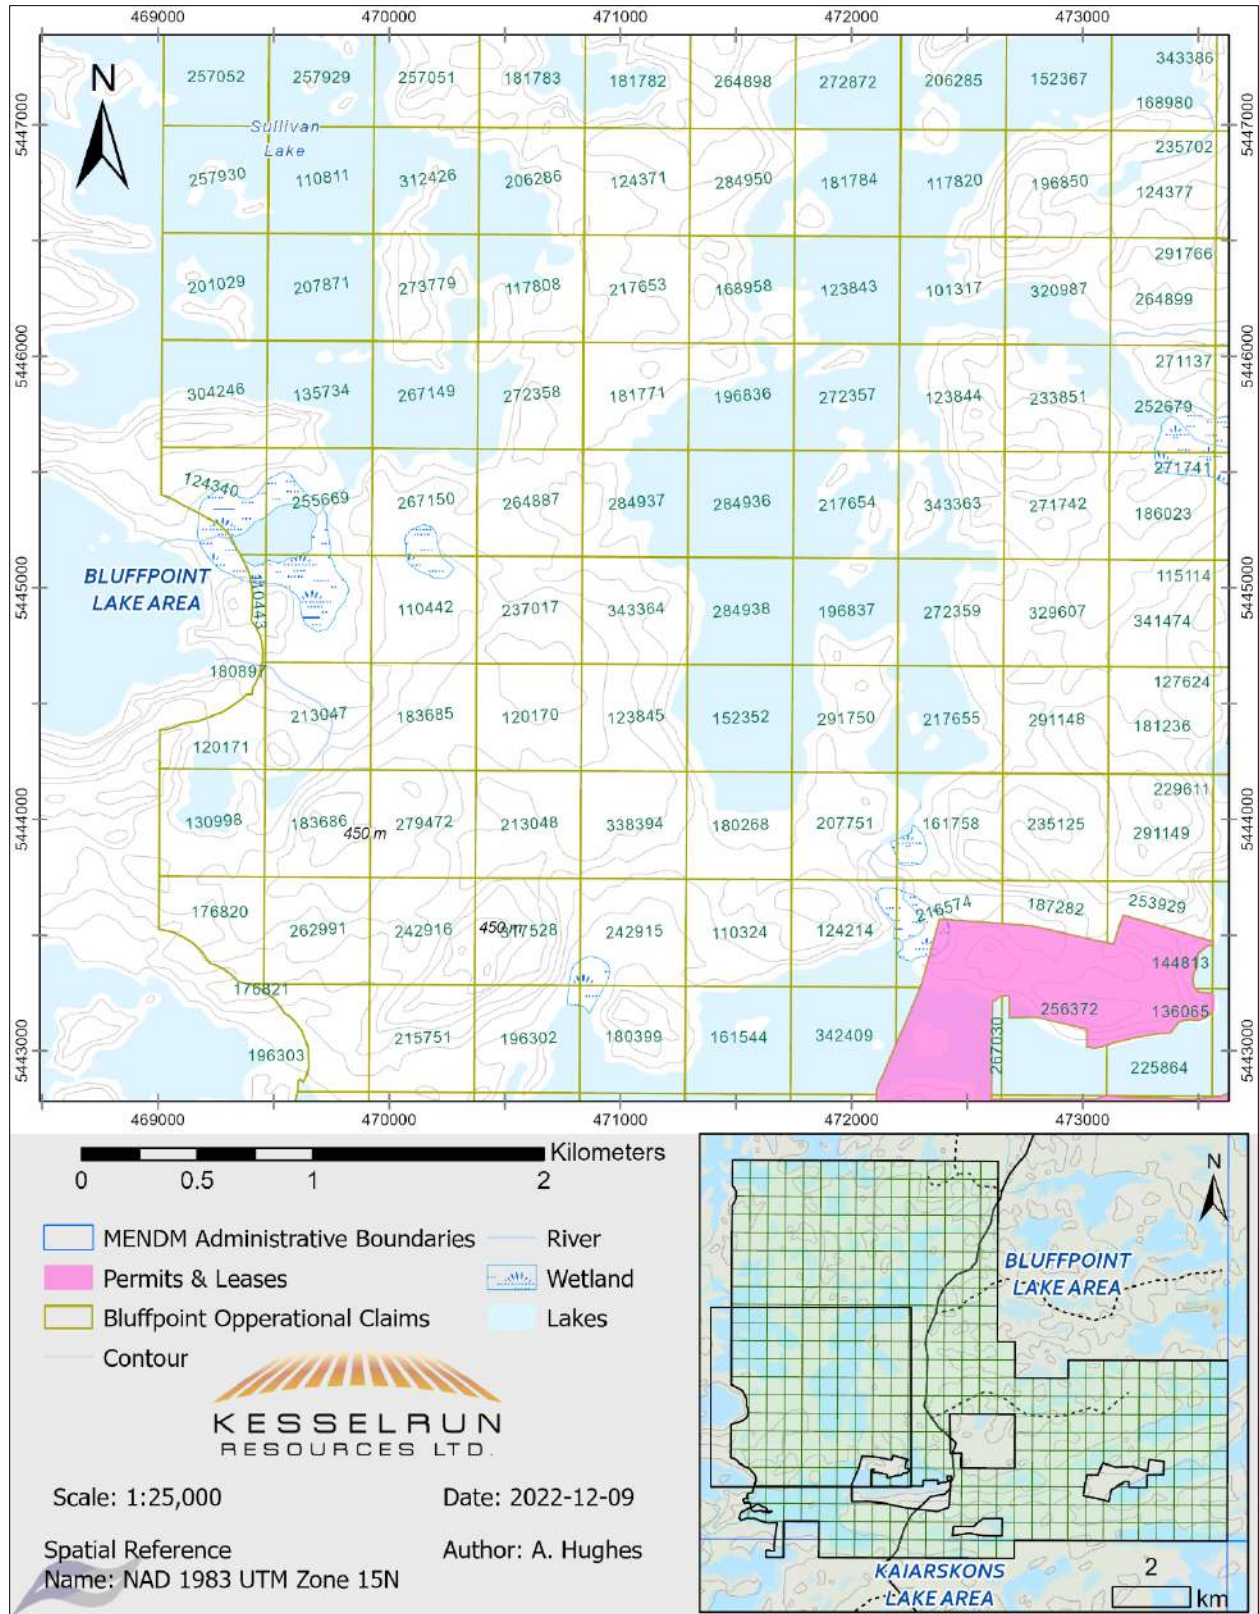 469000 470000 471000 472000 473000
N
5447000
5446000
5445000
5444000
5443000
5447000
5446000
5445000
5444000
5443000
343386
257052 257929 257051 181783 181782 264898 272872 206285 152367
168980
Sullivan
Lake
235702
257930 110811 312426 206286 124371 284950 181784 117820 196850 124377
291766
201029 207871 273779 117808 217653 168958 123843 101317 320987 264899
271137
304246 135734 267149 272358 181771 196836 272357 123844 233851 252679
271741
124340 255669 267150 264887 284937 284936 217654 343363 271742 186023
BLUFFPOINT
LAKE AREA
115114
110443 110442 237017 343364 284938 196837 272359 329607 341474
180897
127624
213047 183685 120170 123845 152352 291750 217655 291148 181236
120171
229611
130998 183686 279472 213048 338394 180268 207751 161758 235125 291149
450 m
176820 262991 242916 317528 242915 110324 124214 216574 187282 253929
450 m
144813
176821
256372 136065
196303 215751 196302 180399 161544 342409 267030 225864
469000 470000 471000 472000 473000
Kilometers
0 0.5 1 2
MENDM Administrative Boundaries
River
Permits & Leases
Wetland
Bluffpoint Opperational Claims
Lakes
Contour
KESSELRUN
RESOURCES LTD.
Scale: 1:25,000
Date: 2022-12-09
Spatial Reference
Name: NAD 1983 UTM Zone 15N
Author: A. Hughes
N
BLUFFPOINT
LAKE AREA
KAIARSKONS
LAKE AREA
2
km